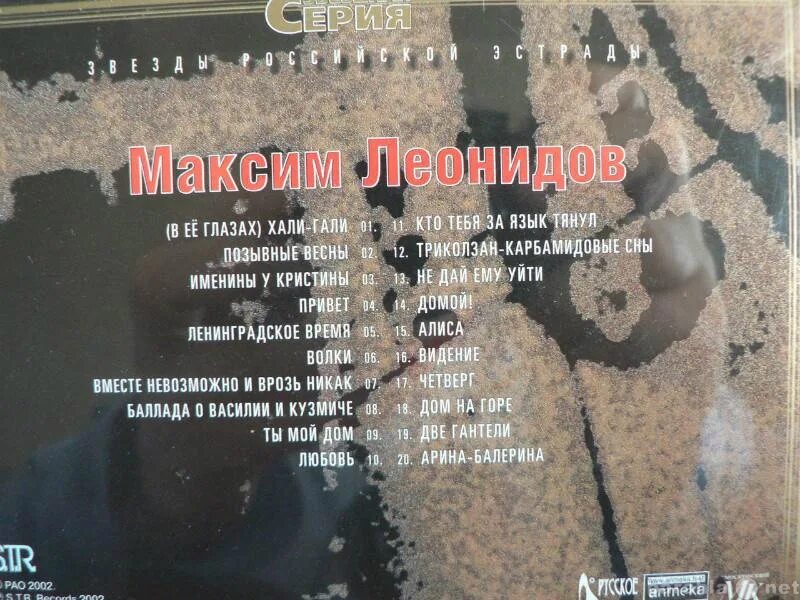 СЕРИЯ
ЗВЕЗДЫ РОССИЙСКОЙ ЭСТРАДЫ
Максим Леонидов
(В ЕЁ ГЛАЗАХ) ХАЛИ-ГАЛИ 01.
ПОЗЫВНЫЕ ВЕСНЫ 02.
ИМЕНИНЫ У КРИСТИНЫ 03.
ПРИВЕТ 04.
ЛЕНИНГРАДСКОЕ ВРЕМЯ 05.
ВОЛКИ 06.
ВМЕСТЕ НЕВОЗМОЖНО И ВРОЗЬ НИКАК 07.
БАЛЛАДА О ВАСИЛИИ И КУЗМИЧЕ 08.
ТЫ МОЙ ДОМ 09.
ЛЮБОВЬ 10.
11. КТО ТЕБЯ ЗА ЯЗЫК ТЯНУЛ
12. ТРИКОЛЗАН-КАРБАМИДОВЫЕ СНЫ
13. НЕ ДАЙ ЕМУ УЙТИ
14. ДОМОЙ!
15. АЛИСА
16. ВИДЕНИЕ
17. ЧЕТВЕРГ
18. ДОМ НА ГОРЕ
19. ДВЕ ГАНТЕЛИ
20. АРИНА-БАЛЕРИНА
STR
РАО 2002.
S.T.R. Records 2002
РУССКОЕ
anmeka
.net